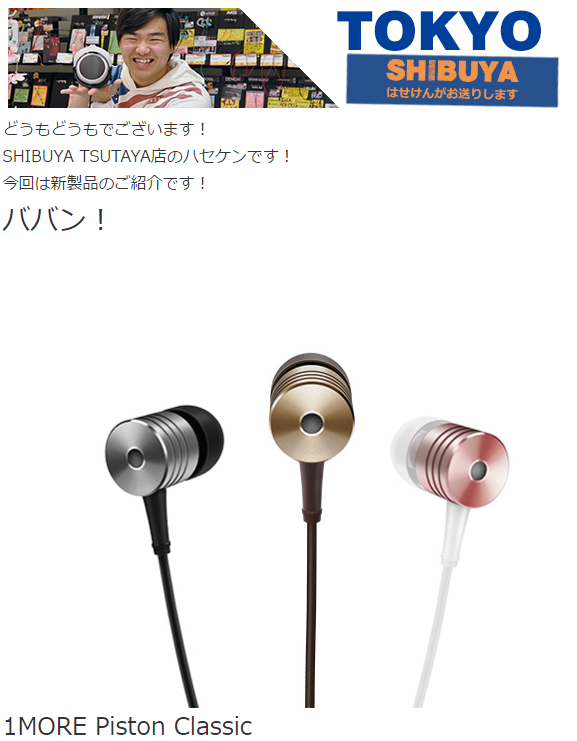 TOKYO
SHIBUYA
はせけんがお送りします
どうもどうもでございます！
SHIBUYA TSUTAYA店のハセケンです！
今回は新製品のご紹介です！
ババン！
1MORE Piston Classic